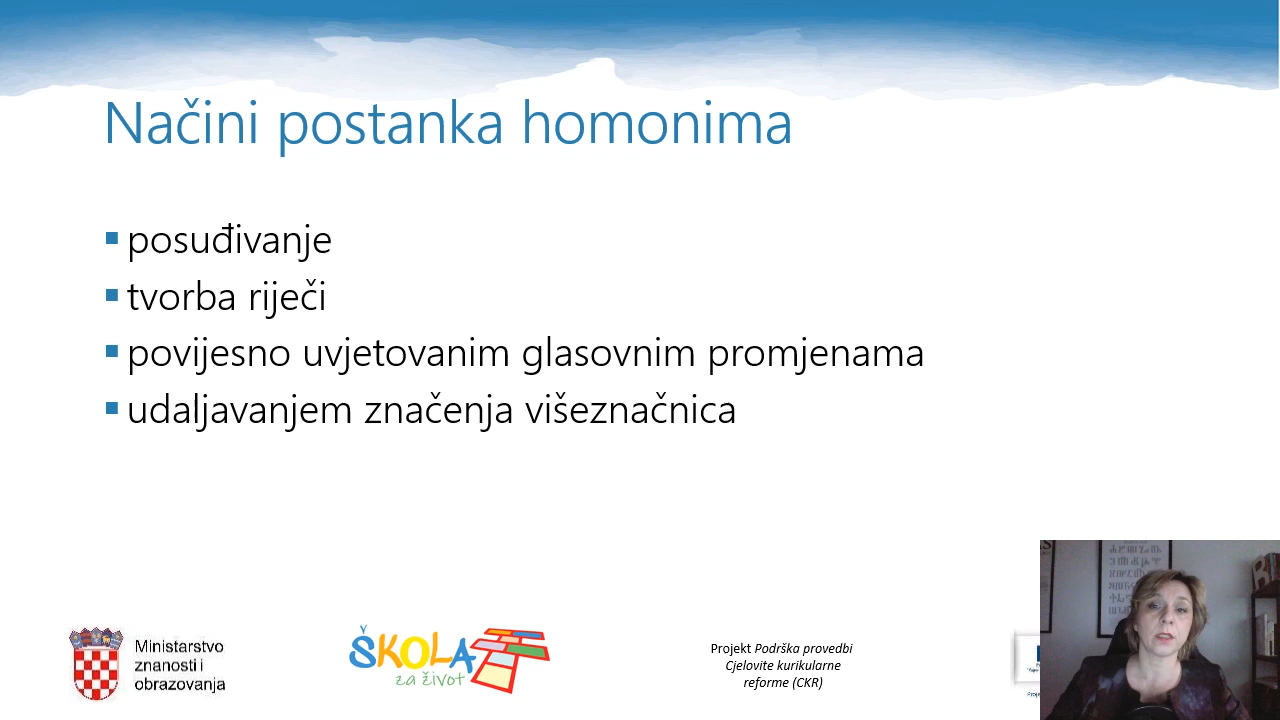 Načini postanka homonima
posuđivanje
tvorba riječi
povijesno uvjetovanim glasovnim promjenama
udaljavanjem značenja višeznačnica
Ministarstvo
znanosti i
obrazovanja
ŠKOLA
za život
Projekt Podrška provedbi
Cjelovite kurikularne
reforme (CKR)